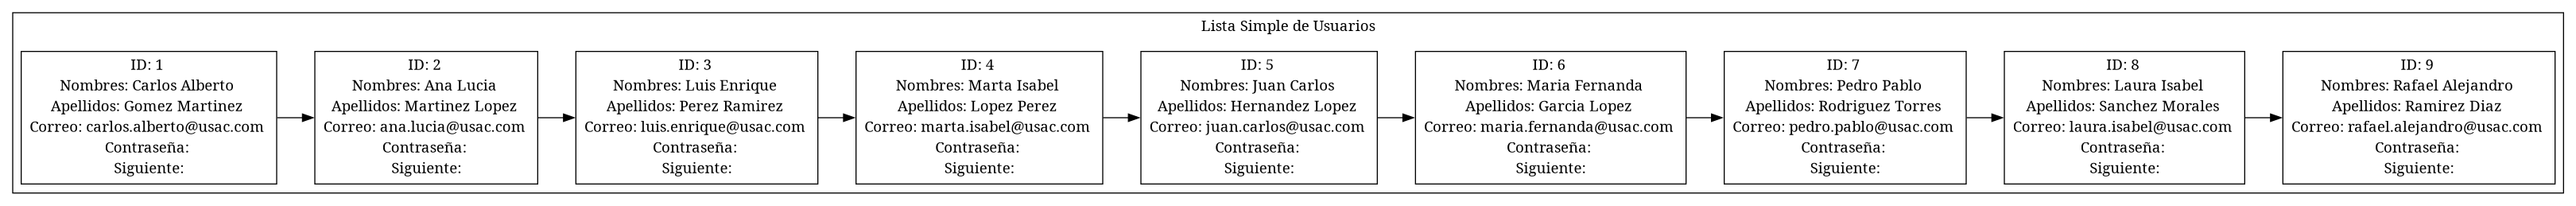 Lista Simple de Usuarios
ID: 1
Nombres: Carlos Alberto
Apellidos: Gomez Martinez
Correo: carlos.alberto@usac.com
Contraseña:
Siguiente:
ID: 2
Nombres: Ana Lucia
Apellidos: Martinez Lopez
Correo: ana.lucia@usac.com
Contraseña:
Siguiente:
ID: 3
Nombres: Luis Enrique
Apellidos: Perez Ramirez
Correo: luis.enrique@usac.com
Contraseña:
Siguiente:
ID: 4
Nombres: Marta Isabel
Apellidos: Lopez Perez
Correo: marta.isabel@usac.com
Contraseña:
Siguiente:
ID: 5
Nombres: Juan Carlos
Apellidos: Hernandez Lopez
Correo: juan.carlos@usac.com
Contraseña:
Siguiente:
ID: 6
Nombres: Maria Fernanda
Apellidos: Garcia Lopez
Correo: maria.fernanda@usac.com
Contraseña:
Siguiente:
ID: 7
Nombres: Pedro Pablo
Apellidos: Rodriguez Torres
Correo: pedro.pablo@usac.com
Contraseña:
Siguiente:
ID: 8
Nombres: Laura Isabel
Apellidos: Sanchez Morales
Correo: laura.isabel@usac.com
Contraseña:
Siguiente:
ID: 9
Nombres: Rafael Alejandro
Apellidos: Ramirez Diaz
Correo: rafael.alejandro@usac.com
Contraseña:
Siguiente: